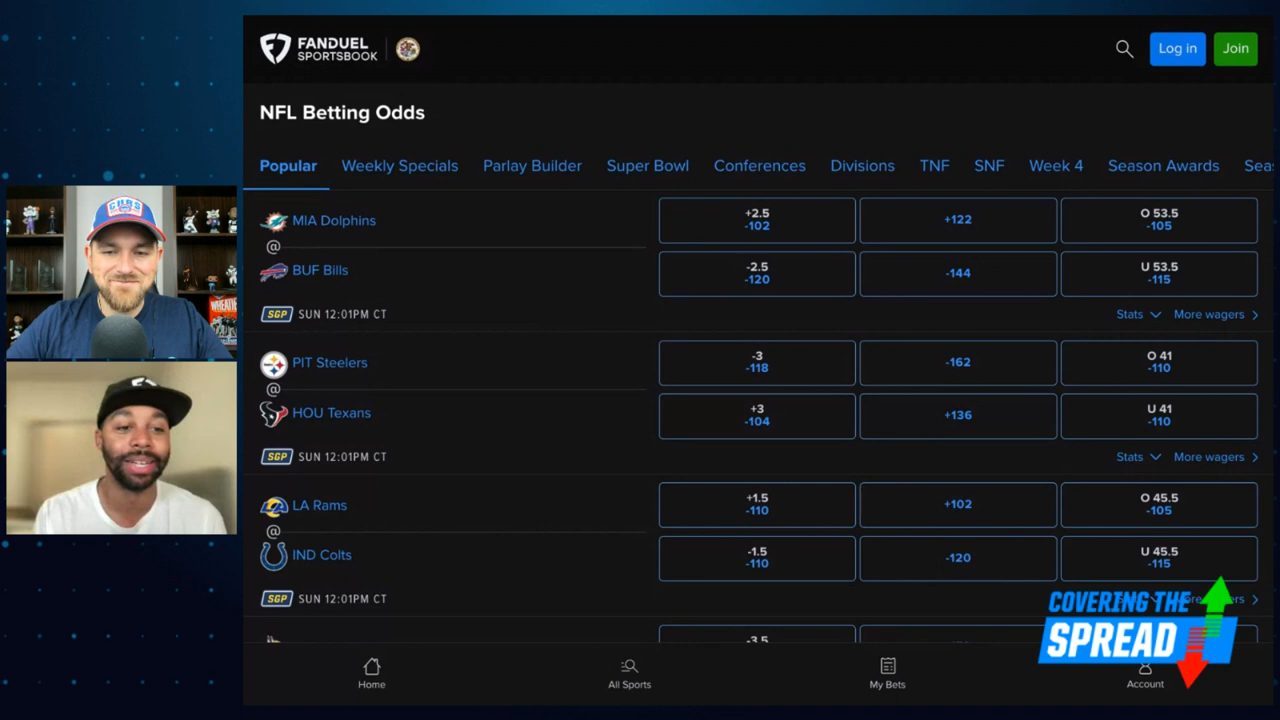 FANDUEL
SPORTSBOOK
Log in
Join
NFL Betting Odds
Popular
Weekly Specials
Parlay Builder
Super Bowl
Conferences
Divisions
TNF
SNF
Week 4
Season Awards
Sea
MIA Dolphins
+2.5
-102
+122
O 53.5
-105
@
BUF Bills
-2.5
-120
-144
U 53.5
-115
SGP SUN 12:01PM CT
Stats
More wagers
PIT Steelers
-3
-118
-162
O 41
-110
@
HOU Texans
+3
-104
+136
U 41
-110
SGP SUN 12:01PM CT
Stats
More wagers
LA Rams
+1.5
-110
+102
O 45.5
-105
@
IND Colts
-1.5
-110
-120
U 45.5
-115
SGP SUN 12:01PM CT
-3.5
COVERING THE
SPREAD
Home
All Sports
My Bets
Account
CUBS
WHEATIES